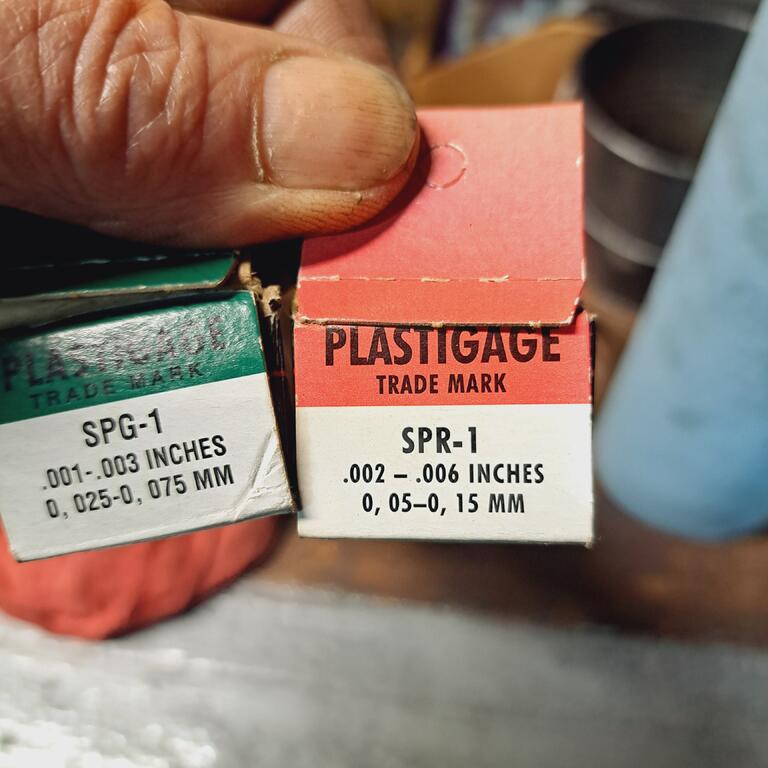 PLASTIGAGE
TRADE MARK
SPG-1
.001-.003 INCHES
0, 025-0, 075 MM
PLASTIGAGE
TRADE MARK
SPR-1
.002 – .006 INCHES
0, 05–0, 15 MM